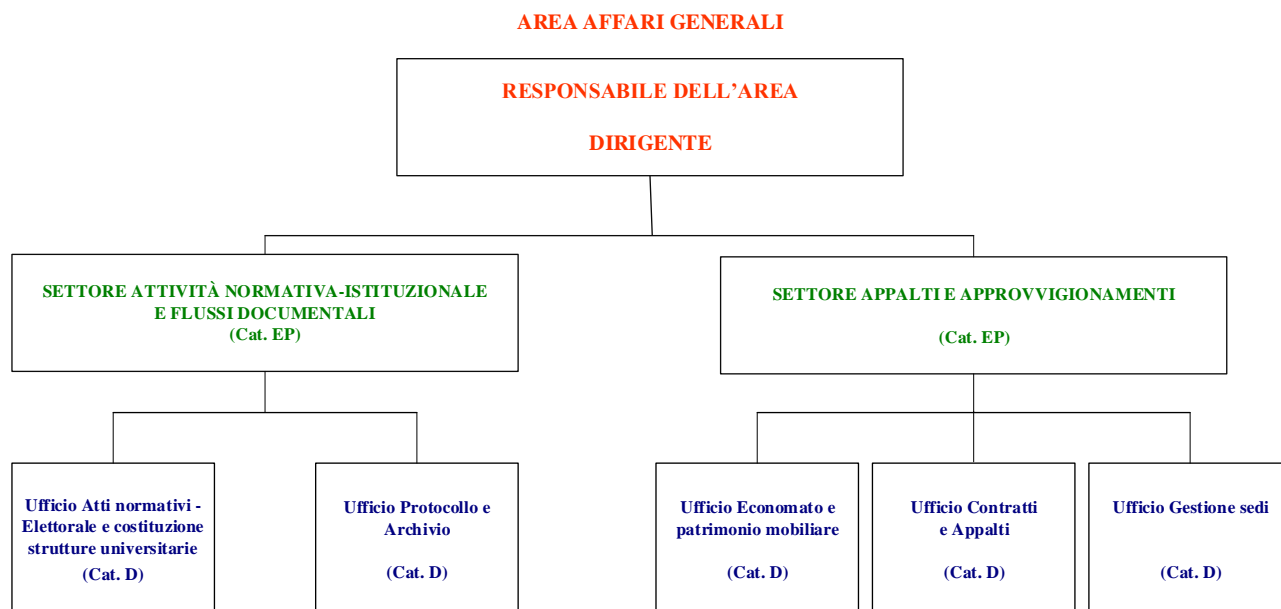 AREA AFFARI GENERALI
RESPONSABILE DELL’AREA
DIRIGENTE
SETTORE ATTIVITÀ NORMATIVA-ISTITUZIONALE
E FLUSSI DOCUMENTALI
(Cat. EP)
SETTORE APPALTI E APPROVVIGIONAMENTI
(Cat. EP)
Ufficio Atti normativi -
Elettorale e costituzione
strutture universitarie
(Cat. D)
Ufficio Protocollo e
Archivio
(Cat. D)
Ufficio Economato e
patrimonio mobiliare
(Cat. D)
Ufficio Contratti
e Appalti
(Cat. D)
Ufficio Gestione sedi
(Cat. D)